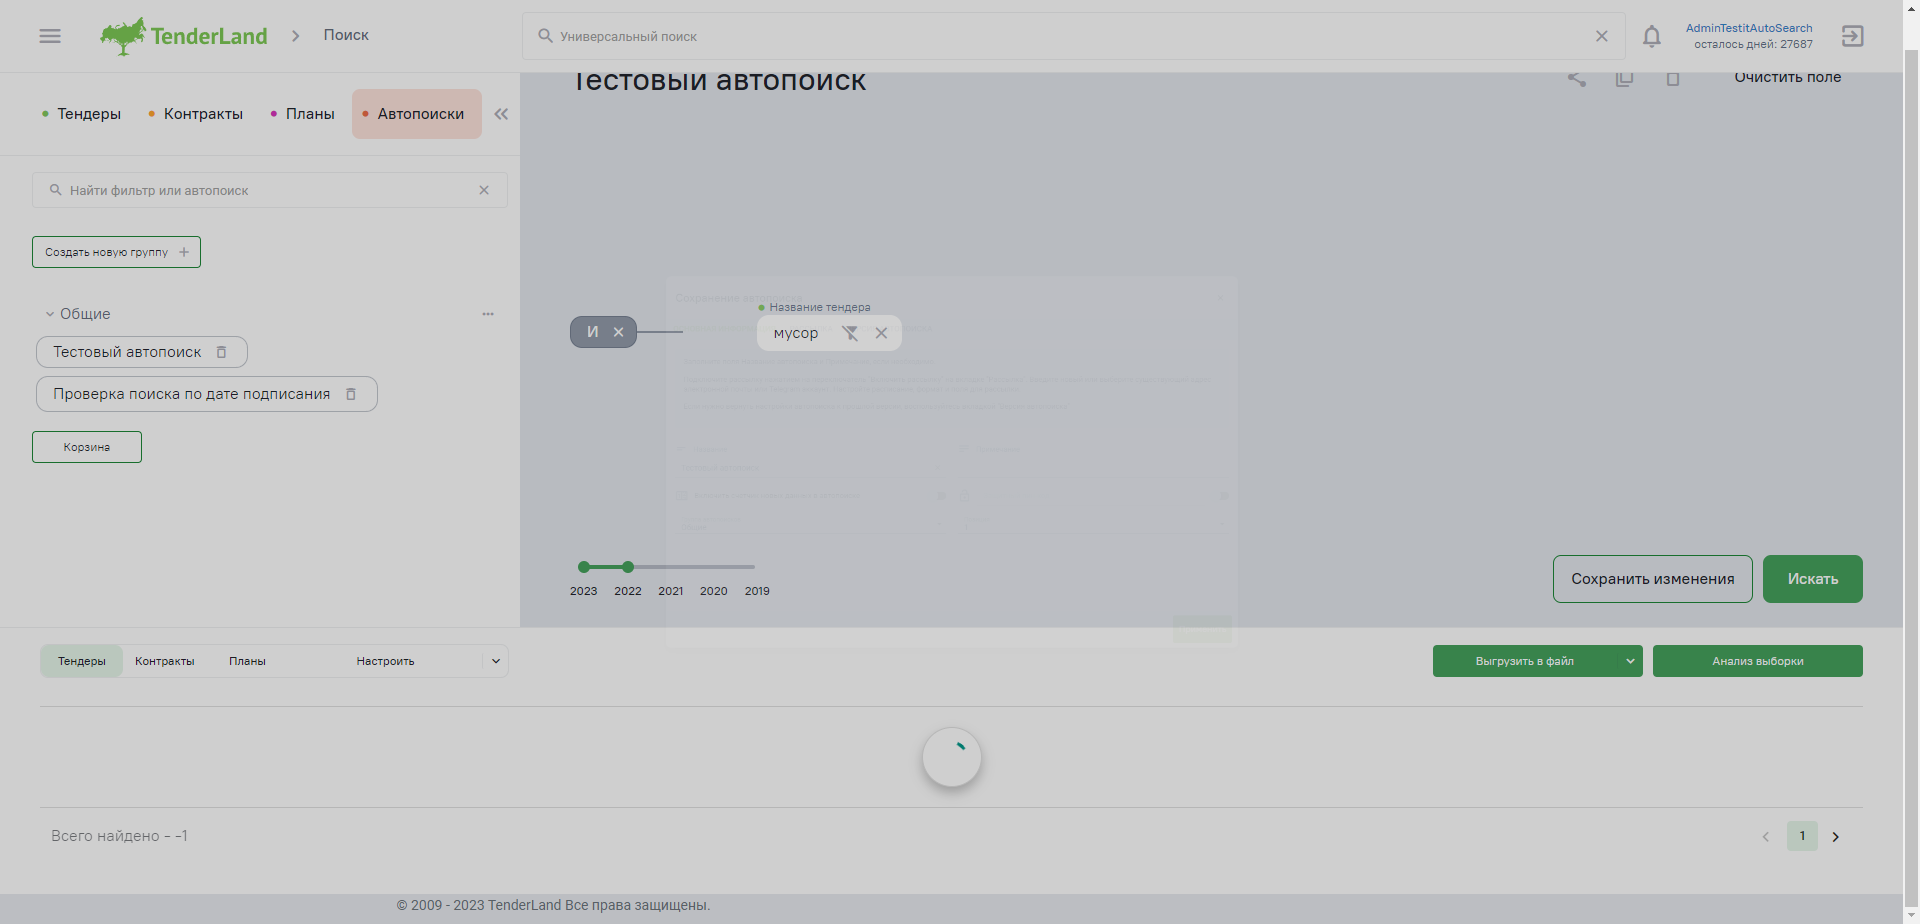 TenderLand
Поиск
Универсальный поиск
AdminTestitAutoSearch
осталось дней: 27687
Тендеры
Контракты
Планы
Автопоиски
Тестовый автопоиск
Очистить поле
Найти фильтр или автопоиск
Создать новую группу
Общие
Тестовый автопоиск
Проверка поиска по дате подписания
Корзина
Название тендера
И
мусор
2023 2022 2021 2020 2019
Сохранить изменения
Искать
Тендеры
Контракты
Планы
Настроить
Выгрузить в файл
Анализ выборки
Всего найдено - -1
1
© 2009 - 2023 TenderLand Все права защищены.